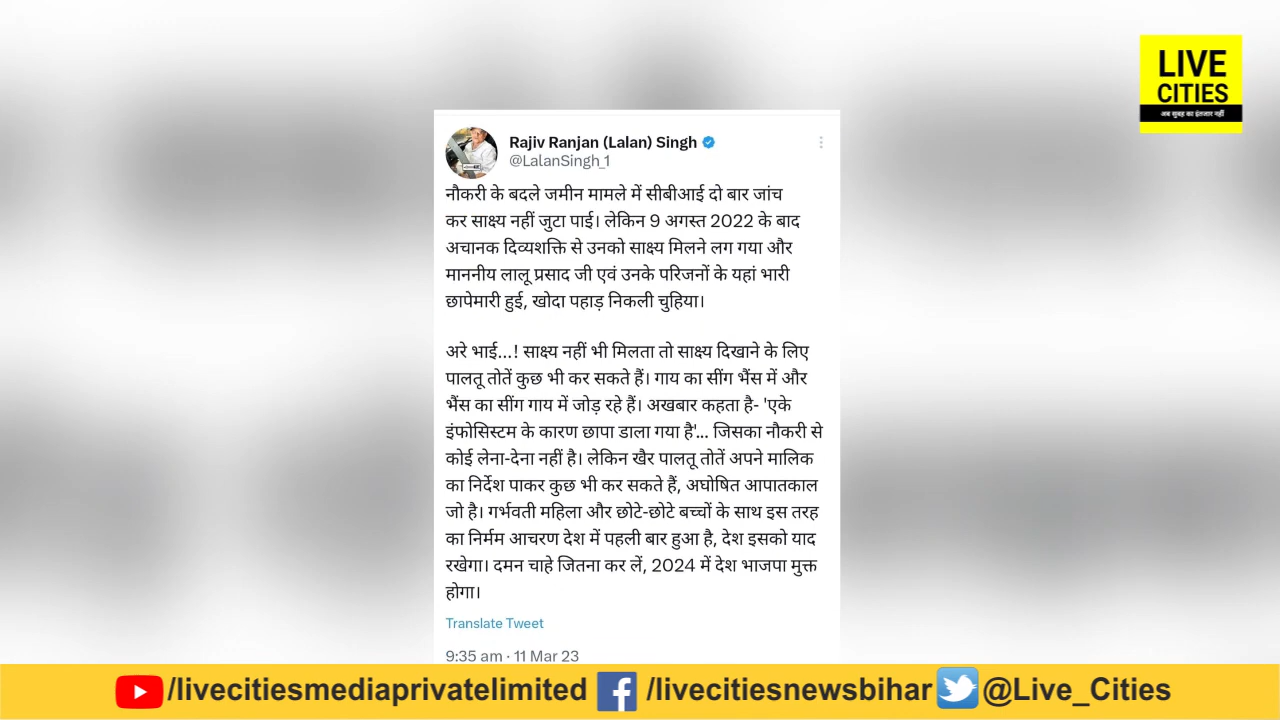 LIVE
CITIES
अब सुबह का इंतजार नहीं
Rajiv Ranjan (Lalan) Singh
@LalanSingh_1
नौकरी के बदले जमीन मामले में सीबीआई दो बार जांच
कर साक्ष्य नहीं जुटा पाई। लेकिन 9 अगस्त 2022 के बाद
अचानक दिव्यशक्ति से उनको साक्ष्य मिलने लग गया और
माननीय लालू प्रसाद जी एवं उनके परिजनों के यहां भारी
छापेमारी हुई, खोदा पहाड़ निकली चुहिया।
अरे भाई...! साक्ष्य नहीं भी मिलता तो साक्ष्य दिखाने के लिए
पालतू तोतें कुछ भी कर सकते हैं। गाय का सींग भैंस में और
भैंस का सींग गाय में जोड़ रहे हैं। अखबार कहता है- 'एके
इंफोसिस्टम के कारण छापा डाला गया है'... जिसका नौकरी से
कोई लेना-देना नहीं है। लेकिन खैर पालतू तोतें अपने मालिक
का निर्देश पाकर कुछ भी कर सकते हैं, अघोषित आपातकाल
जो है। गर्भवती महिला और छोटे-छोटे बच्चों के साथ इस तरह
का निर्मम आचरण देश में पहली बार हुआ है, देश इसको याद
रखेगा। दमन चाहे जितना कर लें, 2024 में देश भाजपा मुक्त
होगा।
Translate Tweet
9:35 am · 11 Mar 23
/livecitiesmediaprivatelimited /livecitiesnewsbihar @Live_Cities